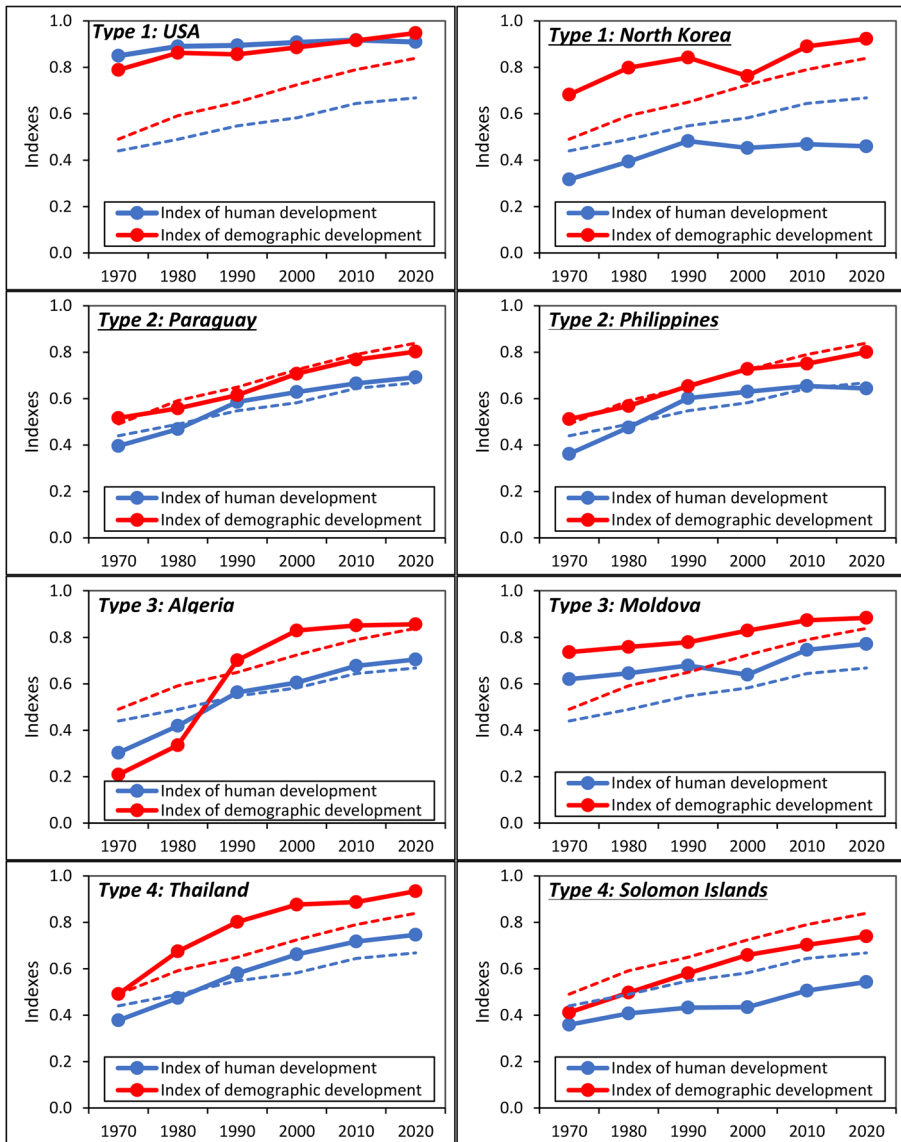 Type 1: USA
Indexes
1.0
0.8
0.6
0.4
0.2
0.0
Index of human development
Index of demographic development
1970 1980 1990 2000 2010 2020
Type 1: North Korea
Indexes
1.0
0.8
0.6
0.4
0.2
0.0
Index of human development
Index of demographic development
1970 1980 1990 2000 2010 2020
Type 2: Paraguay
Indexes
1.0
0.8
0.6
0.4
0.2
0.0
Index of human development
Index of demographic development
1970 1980 1990 2000 2010 2020
Type 2: Philippines
Indexes
1.0
0.8
0.6
0.4
0.2
0.0
Index of human development
Index of demographic development
1970 1980 1990 2000 2010 2020
Type 3: Algeria
Indexes
1.0
0.8
0.6
0.4
0.2
0.0
Index of human development
Index of demographic development
1970 1980 1990 2000 2010 2020
Type 3: Moldova
Indexes
1.0
0.8
0.6
0.4
0.2
0.0
Index of human development
Index of demographic development
1970 1980 1990 2000 2010 2020
Type 4: Thailand
Indexes
1.0
0.8
0.6
0.4
0.2
0.0
Index of human development
Index of demographic development
1970 1980 1990 2000 2010 2020
Type 4: Solomon Islands
Indexes
1.0
0.8
0.6
0.4
0.2
0.0
Index of human development
Index of demographic development
1970 1980 1990 2000 2010 2020